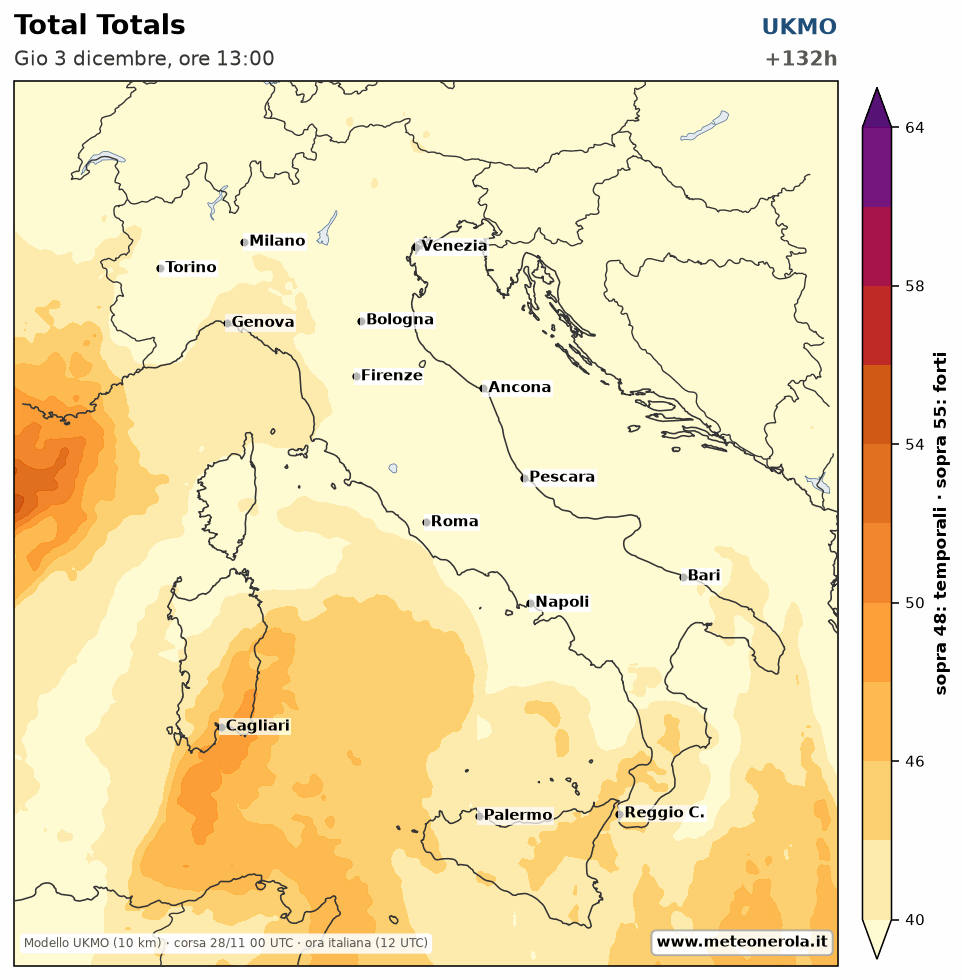 Total Totals
UKMO
Gio 3 dicembre, ore 13:00
+132h
Milano
Venezia
Torino
Genova
Bologna
Firenze
Ancona
Pescara
Roma
Bari
Napoli
Cagliari
Palermo
Reggio C.
64
58
54
50
46
40
sopra 48: temporali · sopra 55: forti
Modello UKMO (10 km) · corsa 28/11 00 UTC · ora italiana (12 UTC)
www.meteonerola.it